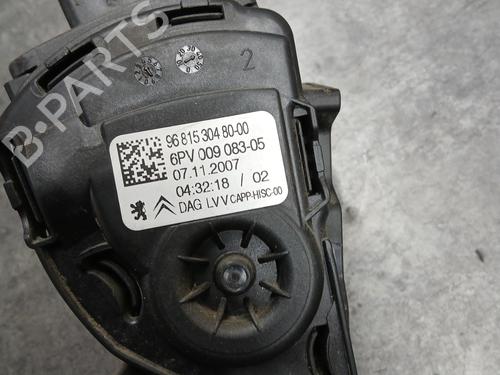 B-PARTS
2
96 815 304 80-00
6PV 009 083-05
07.11.2007
04:32:18 / 02
DAG LV V CAPP-HISC-00